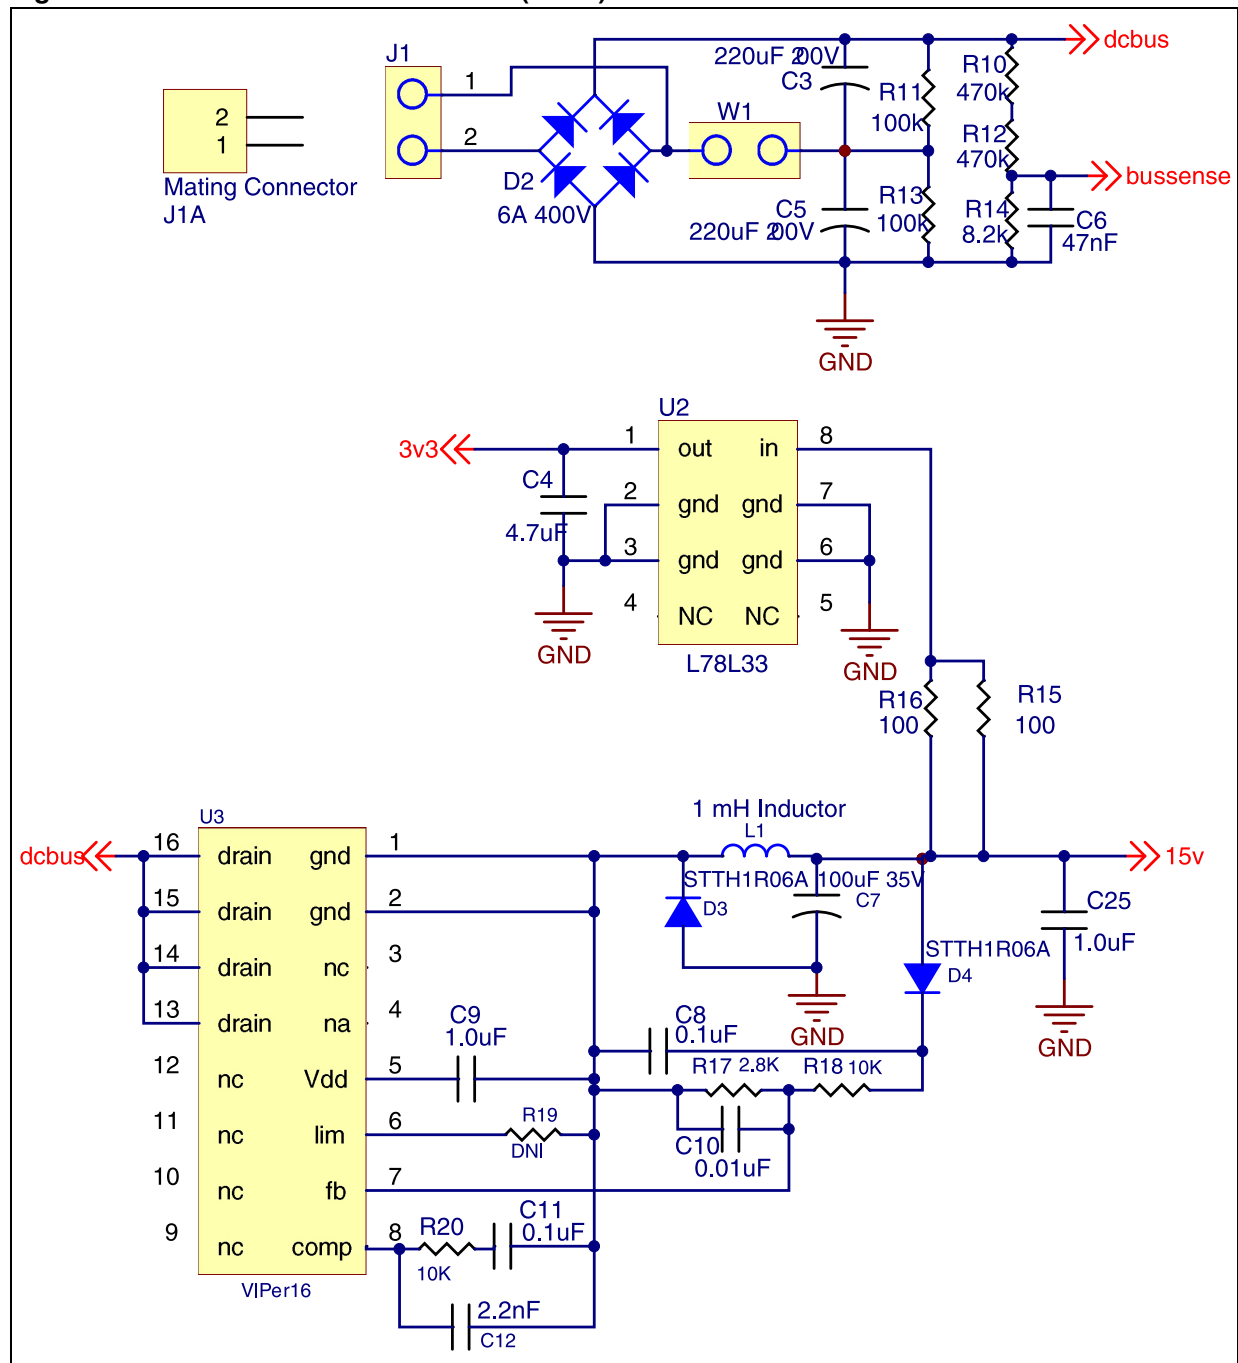 J1
1
2
2
1
Mating Connector
J1A
D2
6A 400V
W1
220uF 200V
C3
C5
220uF 200V
R11
100k
R13
100k
R10
470k
R12
470k
R14
8.2k
C6
47nF
dcbus
bussense
GND
U2
3v3
1 out in 8
2 gnd gnd 7
3 gnd gnd 6
4 NC NC 5
L78L33
C4
4.7uF
GND
GND
R16
100
R15
100
U3
dcbus
16 drain gnd 1
15 drain gnd 2
14 drain nc 3
13 drain na 4
12 nc Vdd 5
11 nc lim 6
10 nc fb 7
9 nc comp 8
VIPer16
1 mH Inductor
L1
STTH1R06A
D3
100uF 35V
C7
GND
15v
C25
1.0uF
GND
STTH1R06A
D4
C9
1.0uF
C8
0.1uF
R17 2.8K
R18 10K
C10
0.01uF
R19
DNI
R20
10K
C11
0.1uF
2.2nF
C12